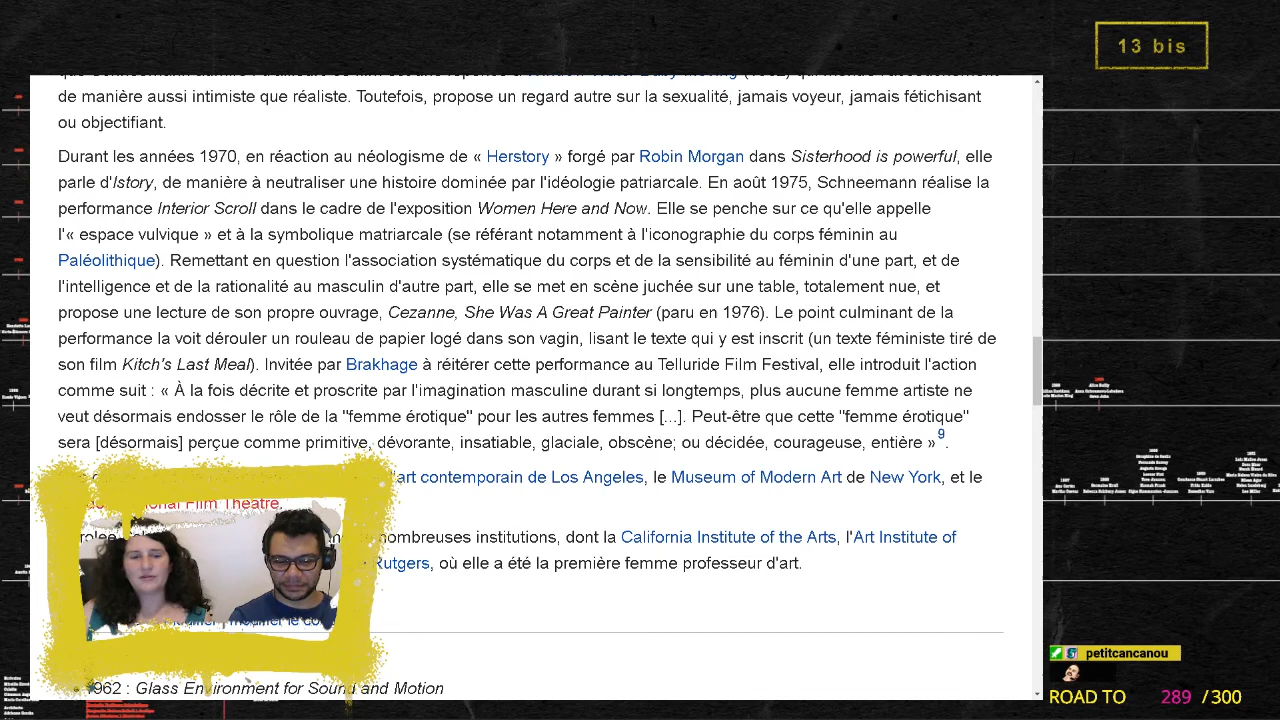 13 bis
de manière aussi intimiste que réaliste. Toutefois, propose un regard autre sur la sexualité, jamais voyeur, jamais fétichisant
ou objectifiant.
Durant les années 1970, en réaction au néologisme de « Herstory » forgé par Robin Morgan dans Sisterhood is powerful, elle
parle d'Istory, de manière à neutraliser une histoire dominée par l'idéologie patriarcale. En août 1975, Schneemann réalise la
performance Interior Scroll dans le cadre de l'exposition Women Here and Now. Elle se penche sur ce qu'elle appelle
l'« espace vulvique » et à la symbolique matriarcale (se référant notamment à l'iconographie du corps féminin au
Paléolithique). Remettant en question l'association systématique du corps et de la sensibilité au féminin d'une part, et de
l'intelligence et de la rationalité au masculin d'autre part, elle se met en scène juchée sur une table, totalement nue, et
propose une lecture de son propre ouvrage, Cezanne, She Was A Great Painter (paru en 1976). Le point culminant de la
performance la voit dérouler un rouleau de papier logé dans son vagin, lisant le texte qui y est inscrit (un texte féministe tiré de
son film Kitch's Last Meal). Invitée par Brakhage à réitérer cette performance au Telluride Film Festival, elle introduit l'action
comme suit : « À la fois décrite et proscrite par l'imagination masculine durant si longtemps, plus aucune femme artiste ne
veut désormais endosser le rôle de la "femme érotique" pour les autres femmes [...]. Peut-être que cette"femme érotique"
sera [désormais] perçue comme primitive, dévorante, insatiable, glaciale, obscène; ou décidée, courageuse, entière »9.
art contemporain de Los Angeles, le Museum of Modern Art de New York, et le
Film Theatre.
nombreuses institutions, dont la California Institute of the Arts, l'Art Institute of
Rutgers, où elle a été la première femme professeur d'art.
modifier le
962 : Glass Environment for Sound and Motion
petitcancanou
ROAD TO 289 / 300